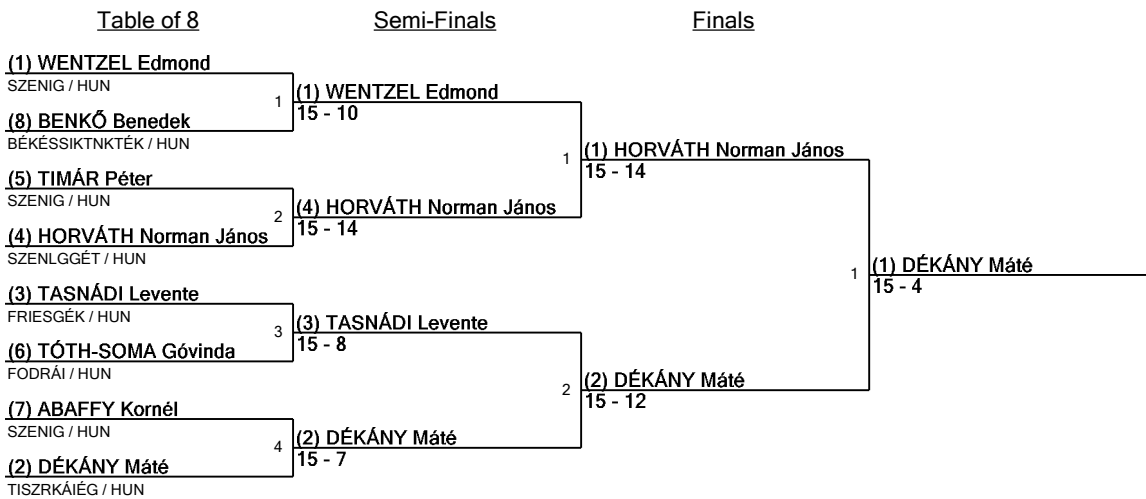 Table of 8
Semi-Finals
Finals
(1) WENTZEL Edmond
SZENIG / HUN
1
(8) BENKŐ Benedek
BÉKÉSSIKTNKTÉK / HUN
(5) TIMÁR Péter
SZENIG / HUN
2
(4) HORVÁTH Norman János
SZENLGGÉT / HUN
(3) TASNÁDI Levente
FRIESGÉK / HUN
3
(6) TÓTH-SOMA Góvinda
FODRÁI / HUN
(7) ABAFFY Kornél
SZENIG / HUN
4
(2) DÉKÁNY Máté
TISZRKÁIÉG / HUN
(1) WENTZEL Edmond
15 - 10
1
(4) HORVÁTH Norman János
15 - 14
(3) TASNÁDI Levente
15 - 8
2
(2) DÉKÁNY Máté
15 - 7
(1) HORVÁTH Norman János
15 - 14
1
(2) DÉKÁNY Máté
15 - 12
(1) DÉKÁNY Máté
15 - 4